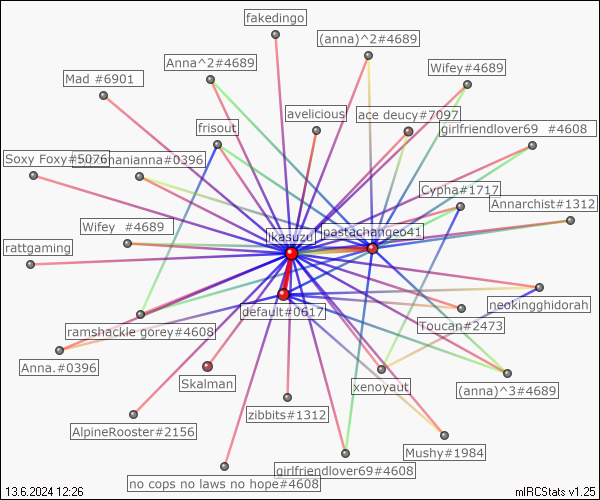 fakedingo
(anna)^2#4689
Anna^2#4689
Wifey#4689
Mad #6901
avelicious
ace deucy#7097
frisout
girlfriendlover69 #4608
Soxy Foxy#5076
#0396
Cypha#1717
Annarchist#1312
Wifey #4689
ikasuzu
pastachangeo41
rattgaming
neokingghidorah
default#0617
ramshackle gorey#4608
Toucan#2473
Anna.#0396
Skalman
xenoyaut
(anna)^3#4689
zibbits#1312
AlpineRooster#2156
Mushy#1984
girlfriendlover69#4608
no cops no laws no hope#4608
13.6.2024 12:26
mIRCStats v1.25